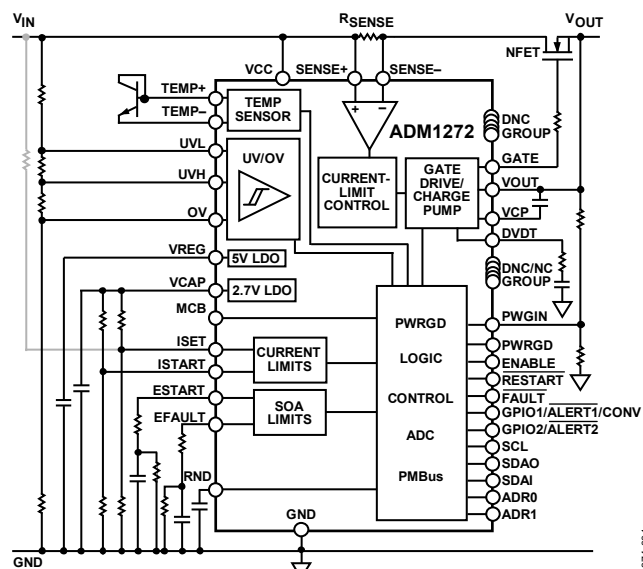 VIN
RSENSE
VOUT
NFET
VCC
SENSE+
SENSE–
TEMP+
TEMP–
TEMP
SENSOR
+
–
ADM1272
DNC
GROUP
UVL
UVH
OV
UV/OV
CURRENT-
LIMIT
CONTROL
GATE
DRIVE/
CHARGE
PUMP
GATE
VOUT
VCP
DVDT
VREG
5V LDO
DNC/NC
GROUP
VCAP
2.7V LDO
MCB
PWRGD
LOGIC
CONTROL
ADC
PMBus
PWGIN
ISET
ISTART
CURRENT
LIMITS
PWRGD
ENABLE
RESTART
FAULT
GPIO1/ALERT1/CONV
GPIO2/ALERT2
SCL
SDAO
SDAI
ADR0
ADR1
ESTART
EFAULT
SOA
LIMITS
RND
GND
GND